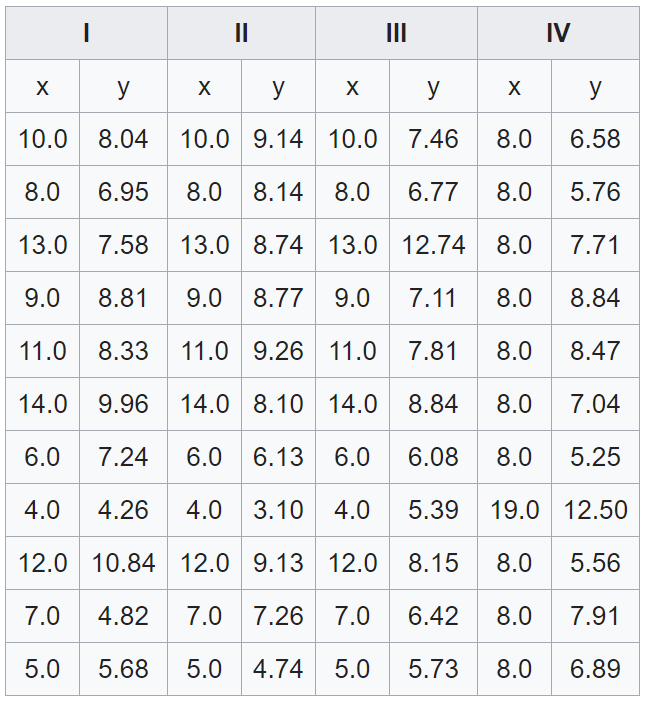 I II III IV
x y x y x y x y
10.0 8.04 10.0 9.14 10.0 7.46 8.0 6.58
8.0 6.95 8.0 8.14 8.0 6.77 8.0 5.76
13.0 7.58 13.0 8.74 13.0 12.74 8.0 7.71
9.0 8.81 9.0 8.77 9.0 7.11 8.0 8.84
11.0 8.33 11.0 9.26 11.0 7.81 8.0 8.47
14.0 9.96 14.0 8.10 14.0 8.84 8.0 7.04
6.0 7.24 6.0 6.13 6.0 6.08 8.0 5.25
4.0 4.26 4.0 3.10 4.0 5.39 19.0 12.50
12.0 10.84 12.0 9.13 12.0 8.15 8.0 5.56
7.0 4.82 7.0 7.26 7.0 6.42 8.0 7.91
5.0 5.68 5.0 4.74 5.0 5.73 8.0 6.89